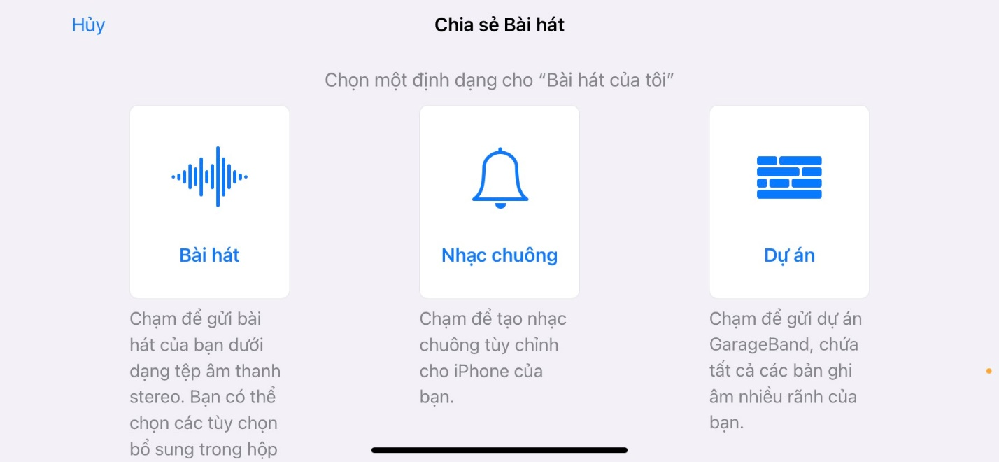 Hủy
Chia sẻ Bài hát
Chọn một định dạng cho “Bài hát của tôi”
Bài hát
Chạm để gửi bài
hát của bạn dưới
dạng tệp âm thanh
stereo. Bạn có thể
chọn các tùy chọn
bổ sung trong hộp
Nhạc chuông
Chạm để tạo nhạc
chuông tùy chỉnh
cho iPhone của
bạn.
Dự án
Chạm để gửi dự án
GarageBand, chứa
tất cả các bản ghi
âm nhiều rãnh của
bạn.